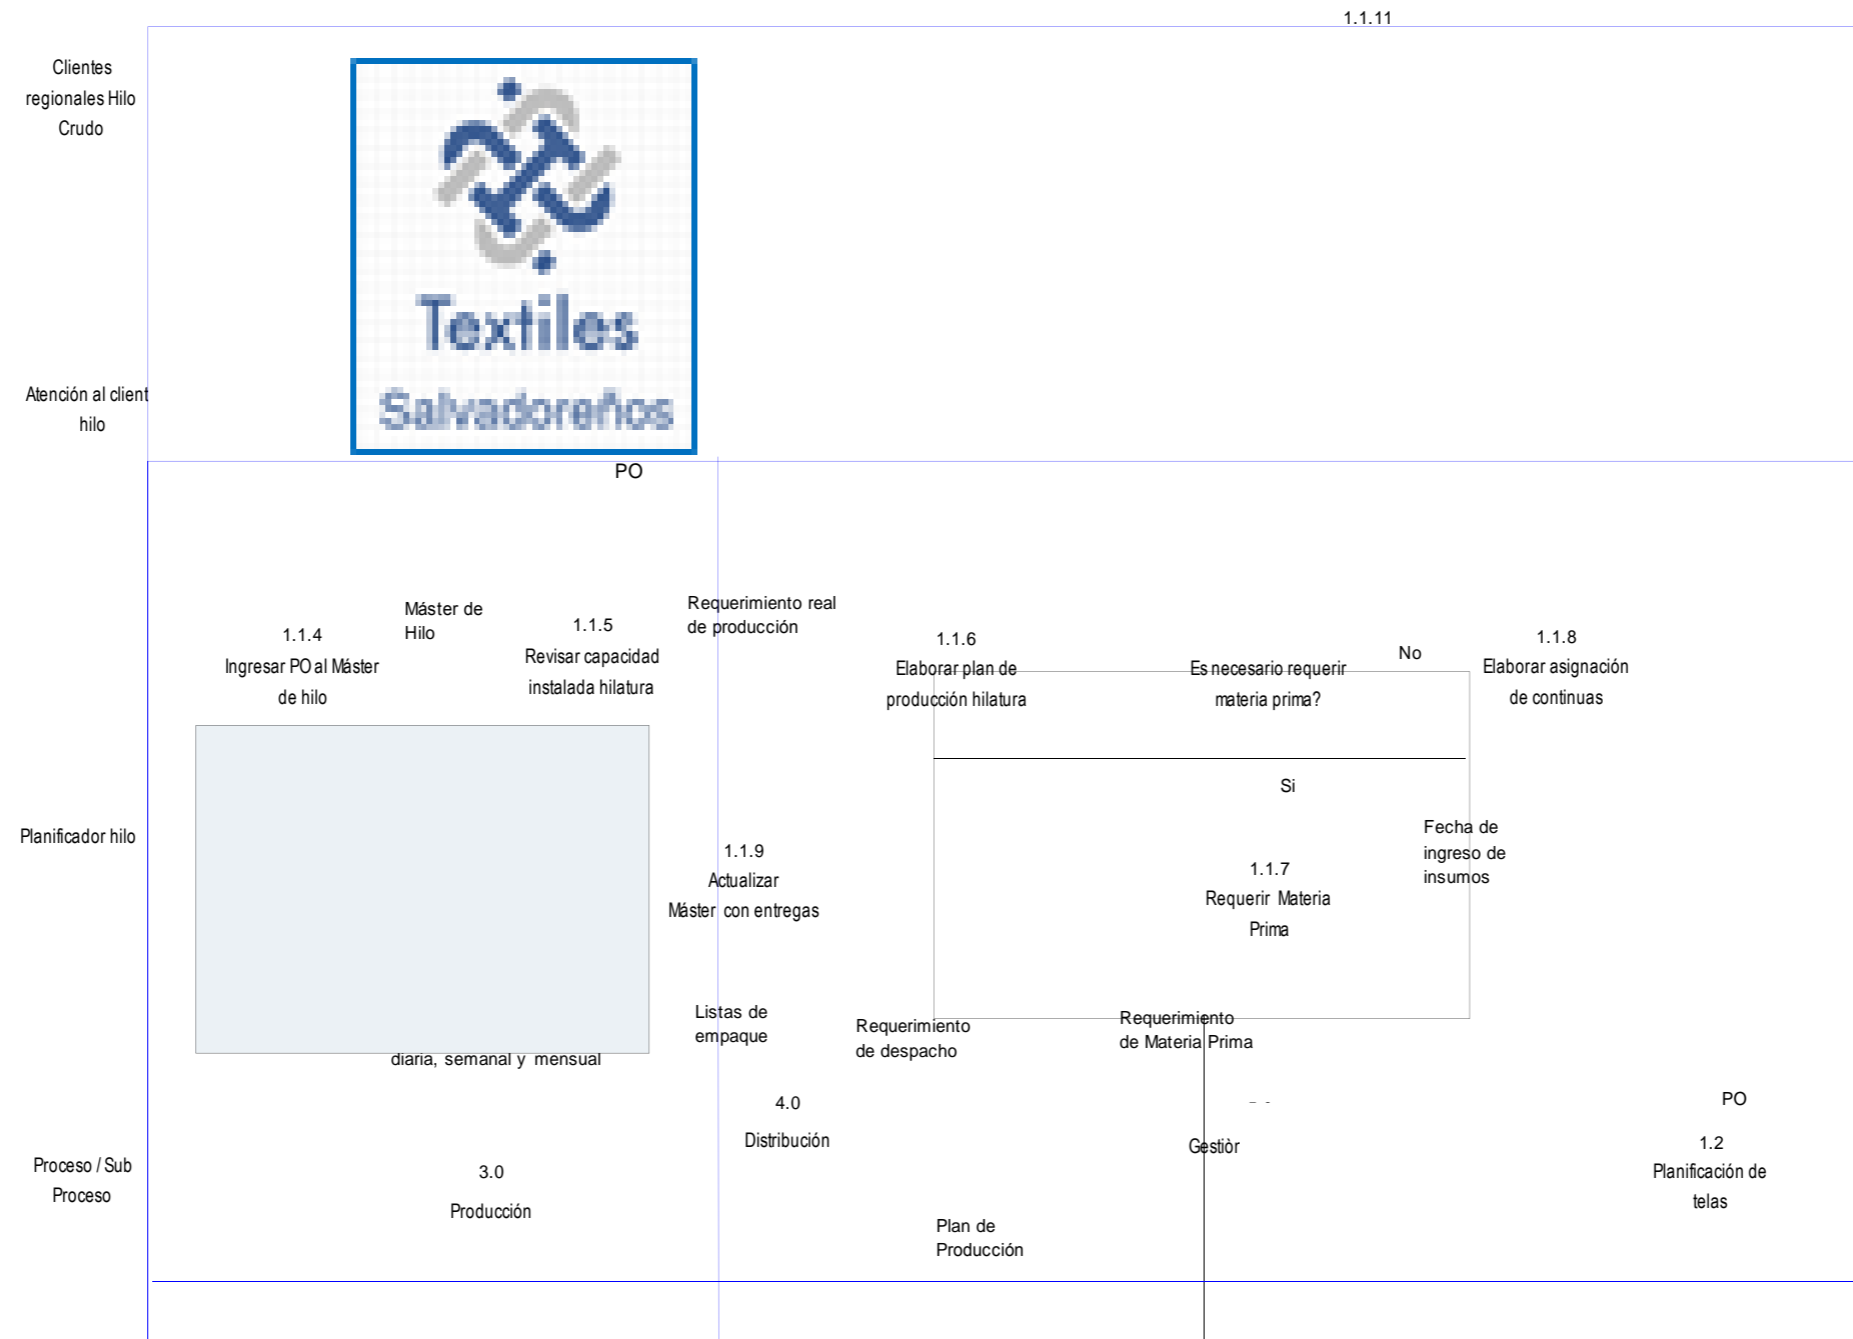 1.1.11
Clientes
regionales Hilo
Crudo
Textiles
Salvadoreños
Atención al client
hilo
PO
Máster de
Hilo
Requerimiento real
de producción
1.1.4
Ingresar PO al Máster
de hilo
1.1.5
Revisar capacidad
instalada hilatura
1.1.6
Elaborar plan de
producción hilatura
Es necesario requerir
materia prima?
No
1.1.8
Elaborar asignación
de continuas
Si
Planificador hilo
1.1.9
Actualizar
Máster con entregas
1.1.7
Requerir Materia
Prima
Fecha de
ingreso de
insumos
Listas de
empaque
Requerimiento
de despacho
Requerimiento
de Materia Prima
diaria, semanal y mensual
4.0
Distribución
PO
Proceso / Sub
Proceso
3.0
Producción
1.2
Planificación de
telas
Plan de
Producción